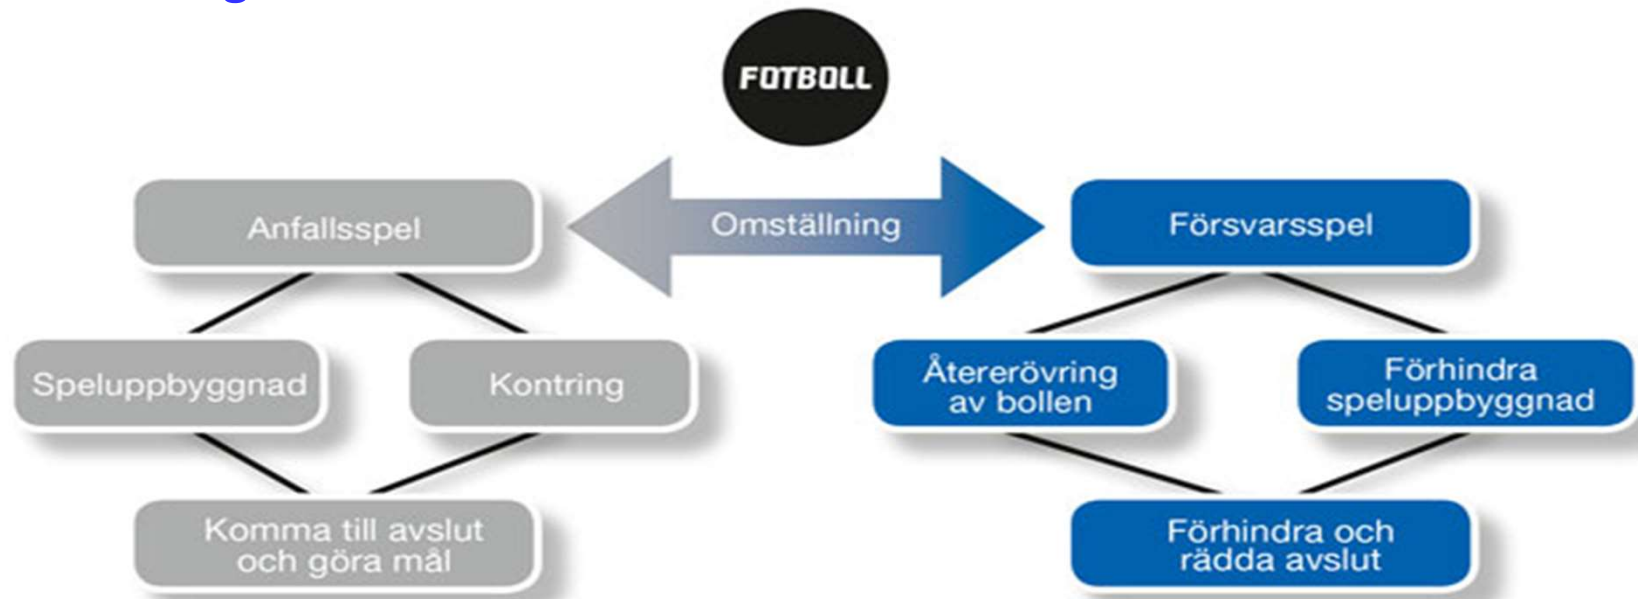 FOTBOLL
Anfallsspel
Omställning
Försvarsspel
Speluppbyggnad
Kontring
Återerövring
av bollen
Förhindra
speluppbyggnad
Komma till avslut
och göra mål
Förhindra och
rädda avslut